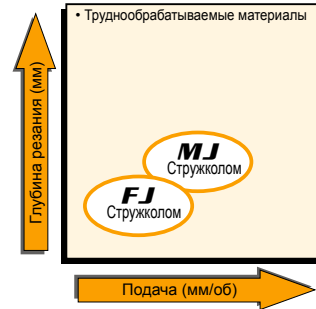 • Труднообрабатываемые материалы
Глубина резания (мм)
MJ
Стружколом
FJ
Стружколом
Подача (мм/об)